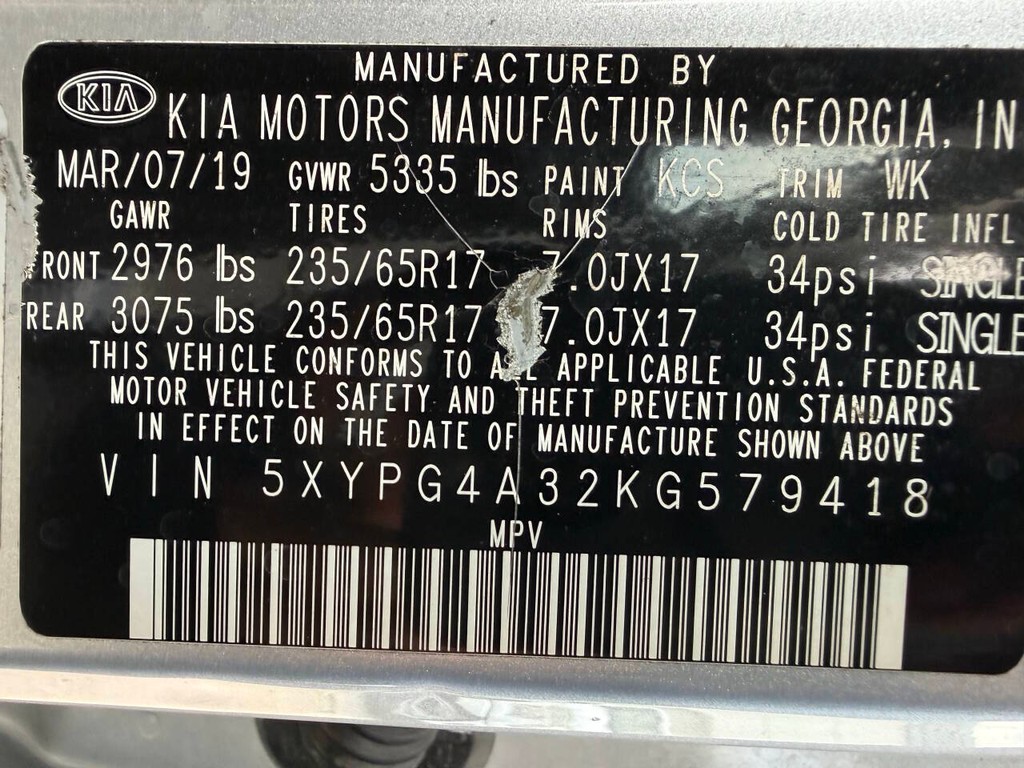 MANUFACTURED BY
KIA KIA MOTORS MANUFACTURING GEORGIA, IN
MAR/07/19 GVWR 5335 lbs PAINT KCS TRIM WK
GAWR TIRES RIMS COLD TIRE INFL
RONT 2976 lbs 235/65R17 7.0JX17 34psi SINGLE
REAR 3075 lbs 235/65R17 7.0JX17 34psi SINGLE
THIS VEHICLE CONFORMS TO ALL APPLICABLE U.S.A. FEDERAL
MOTOR VEHICLE SAFETY AND THEFT PREVENTION STANDARDS
IN EFFECT ON THE DATE OF MANUFACTURE SHOWN ABOVE
VIN 5XYPG4A32KG579418
MPV